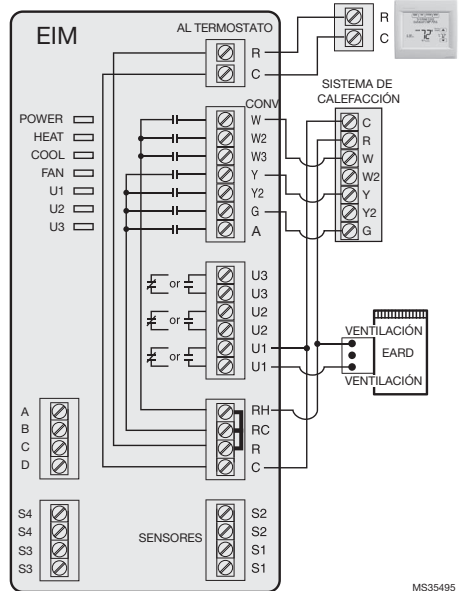 EIM
AL TERMOSTATO
R
C
R
C
POWER
HEAT
COOL
FAN
U1
U2
U3
CONV
W
W2
W3
Y
Y2
G
A
SISTEMA DE
CALEFACCIÓN
C
R
W
W2
Y
Y2
G
or
or
or
U3
U3
U2
U2
U1
U1
VENTILACIÓN
EARD
VENTILACIÓN
A
B
C
D
RH
RC
R
C
S4
S4
S3
S3
SENSORES
S2
S2
S1
S1
MS35495